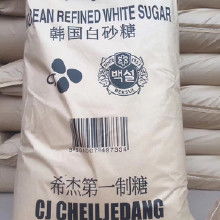 EAN REFINED WHITE SUGAR
韩国白砂糖
백설
BEKSUL
希杰第一制糖
CJ CHEILJEDANG